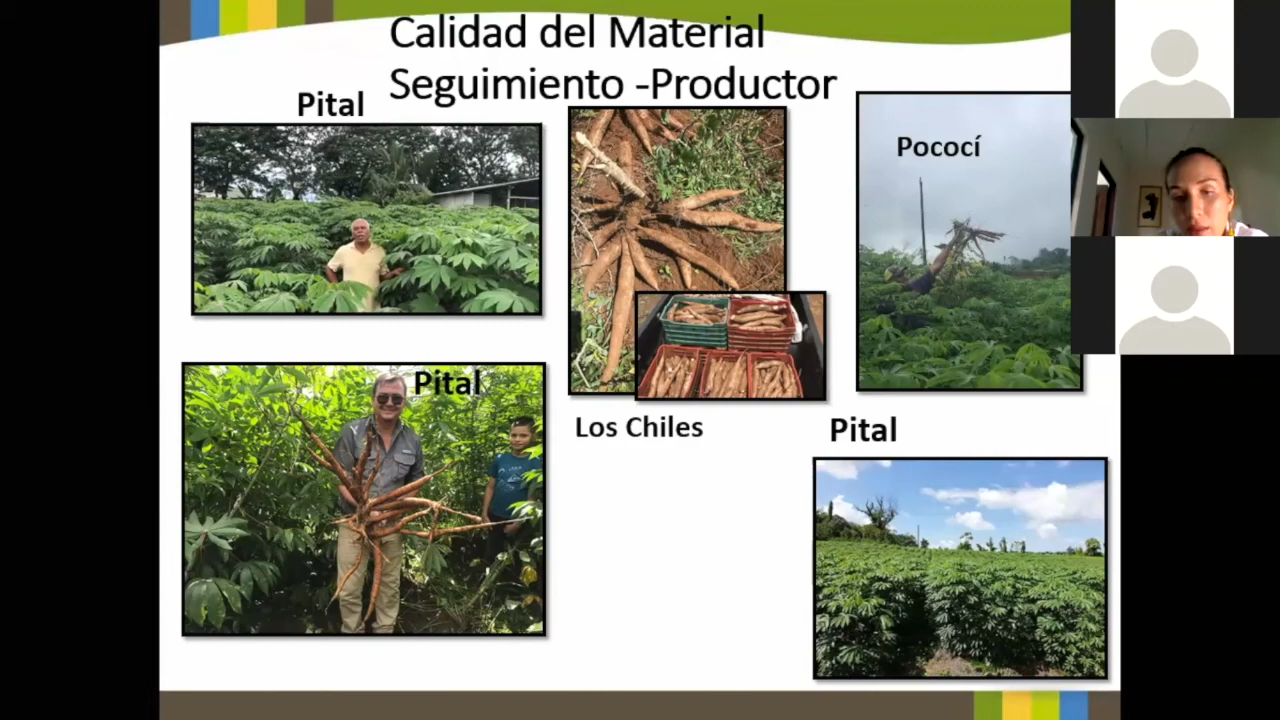 Calidad del Material
Seguimiento -Productor
Pital
Pococí
Pital
Los Chiles
Pital